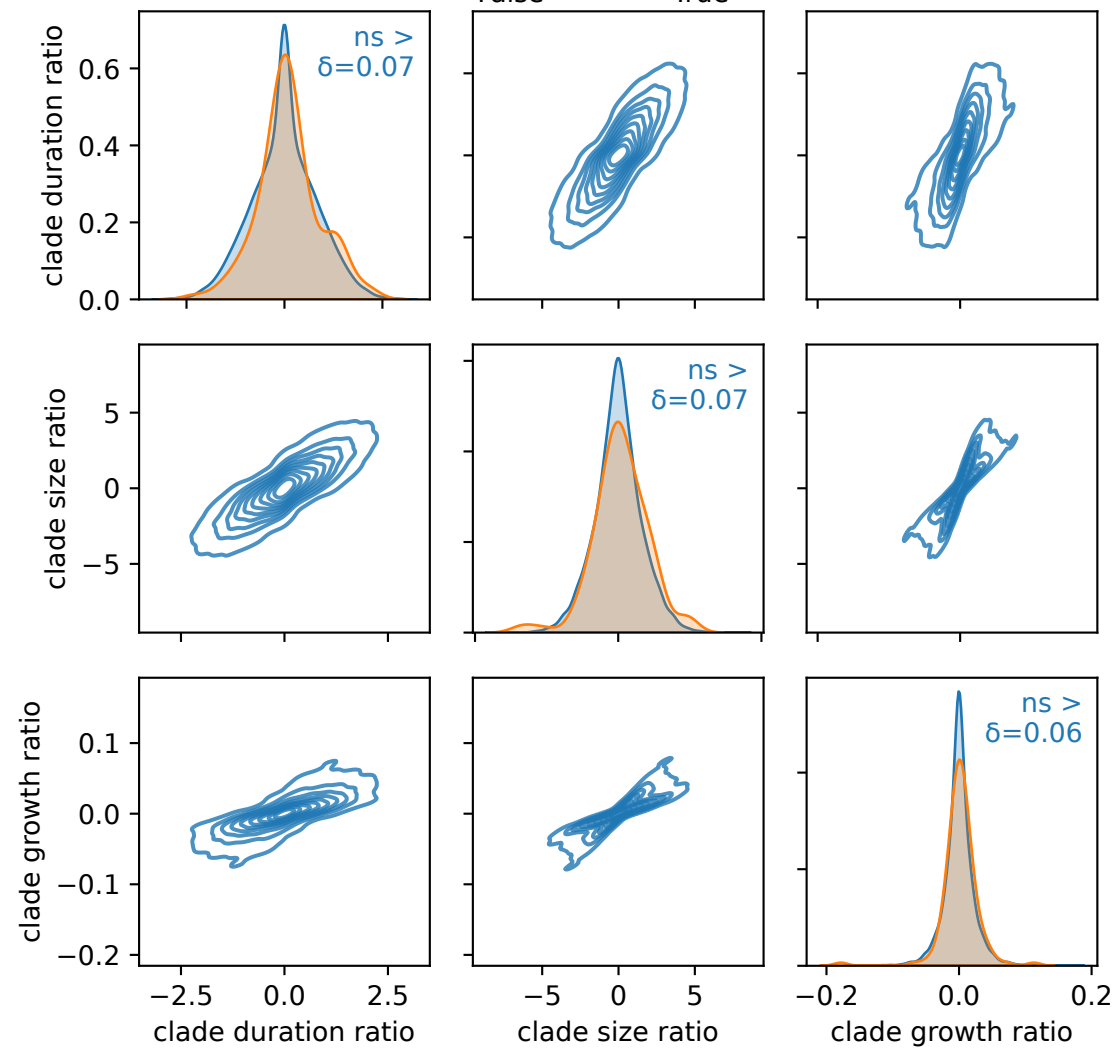 clade duration ratio
0.6
0.4
0.2
0.0
ns >
δ=0.07
clade size ratio
5
0
−5
ns >
δ=0.07
clade growth ratio
0.1
0.0
−0.1
−0.2
ns >
δ=0.06
−2.5 0.0 2.5
−5 0 5
−0.2 0.0 0.2
clade duration ratio
clade size ratio
clade growth ratio